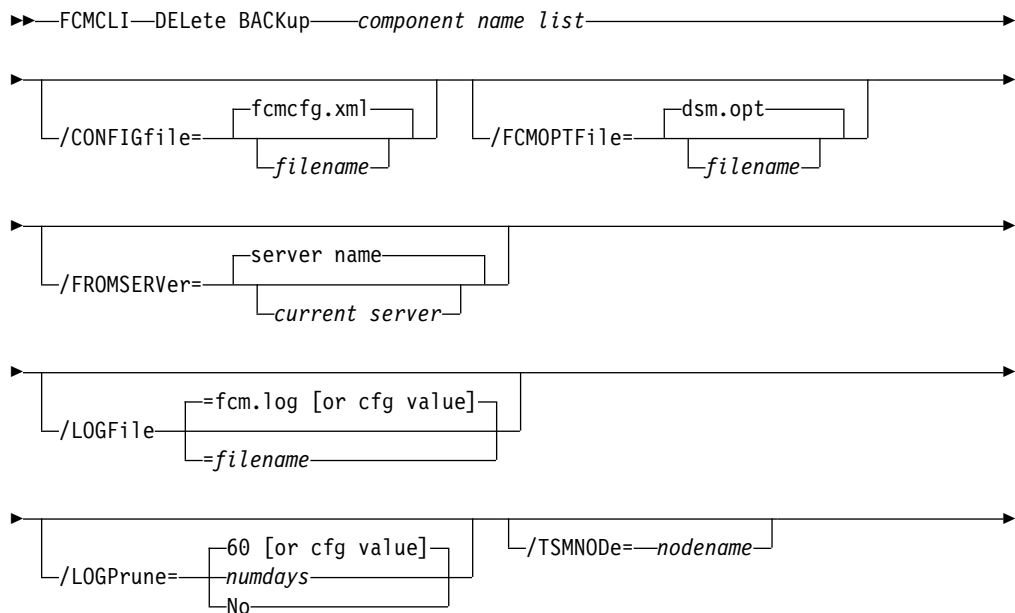 FCMCLI DELete BACKup component name list
fcmcfg.xml dsm.opt
/CONFIGfile= /FCMOPTFile=
filename filename
server name
/FROMSERVer=
current server
=fcm.log [or cfg value]
/LOGFile
=filename
60 [or cfg value] /TSMNODe= nodename
/LOGPrune= numdays
No